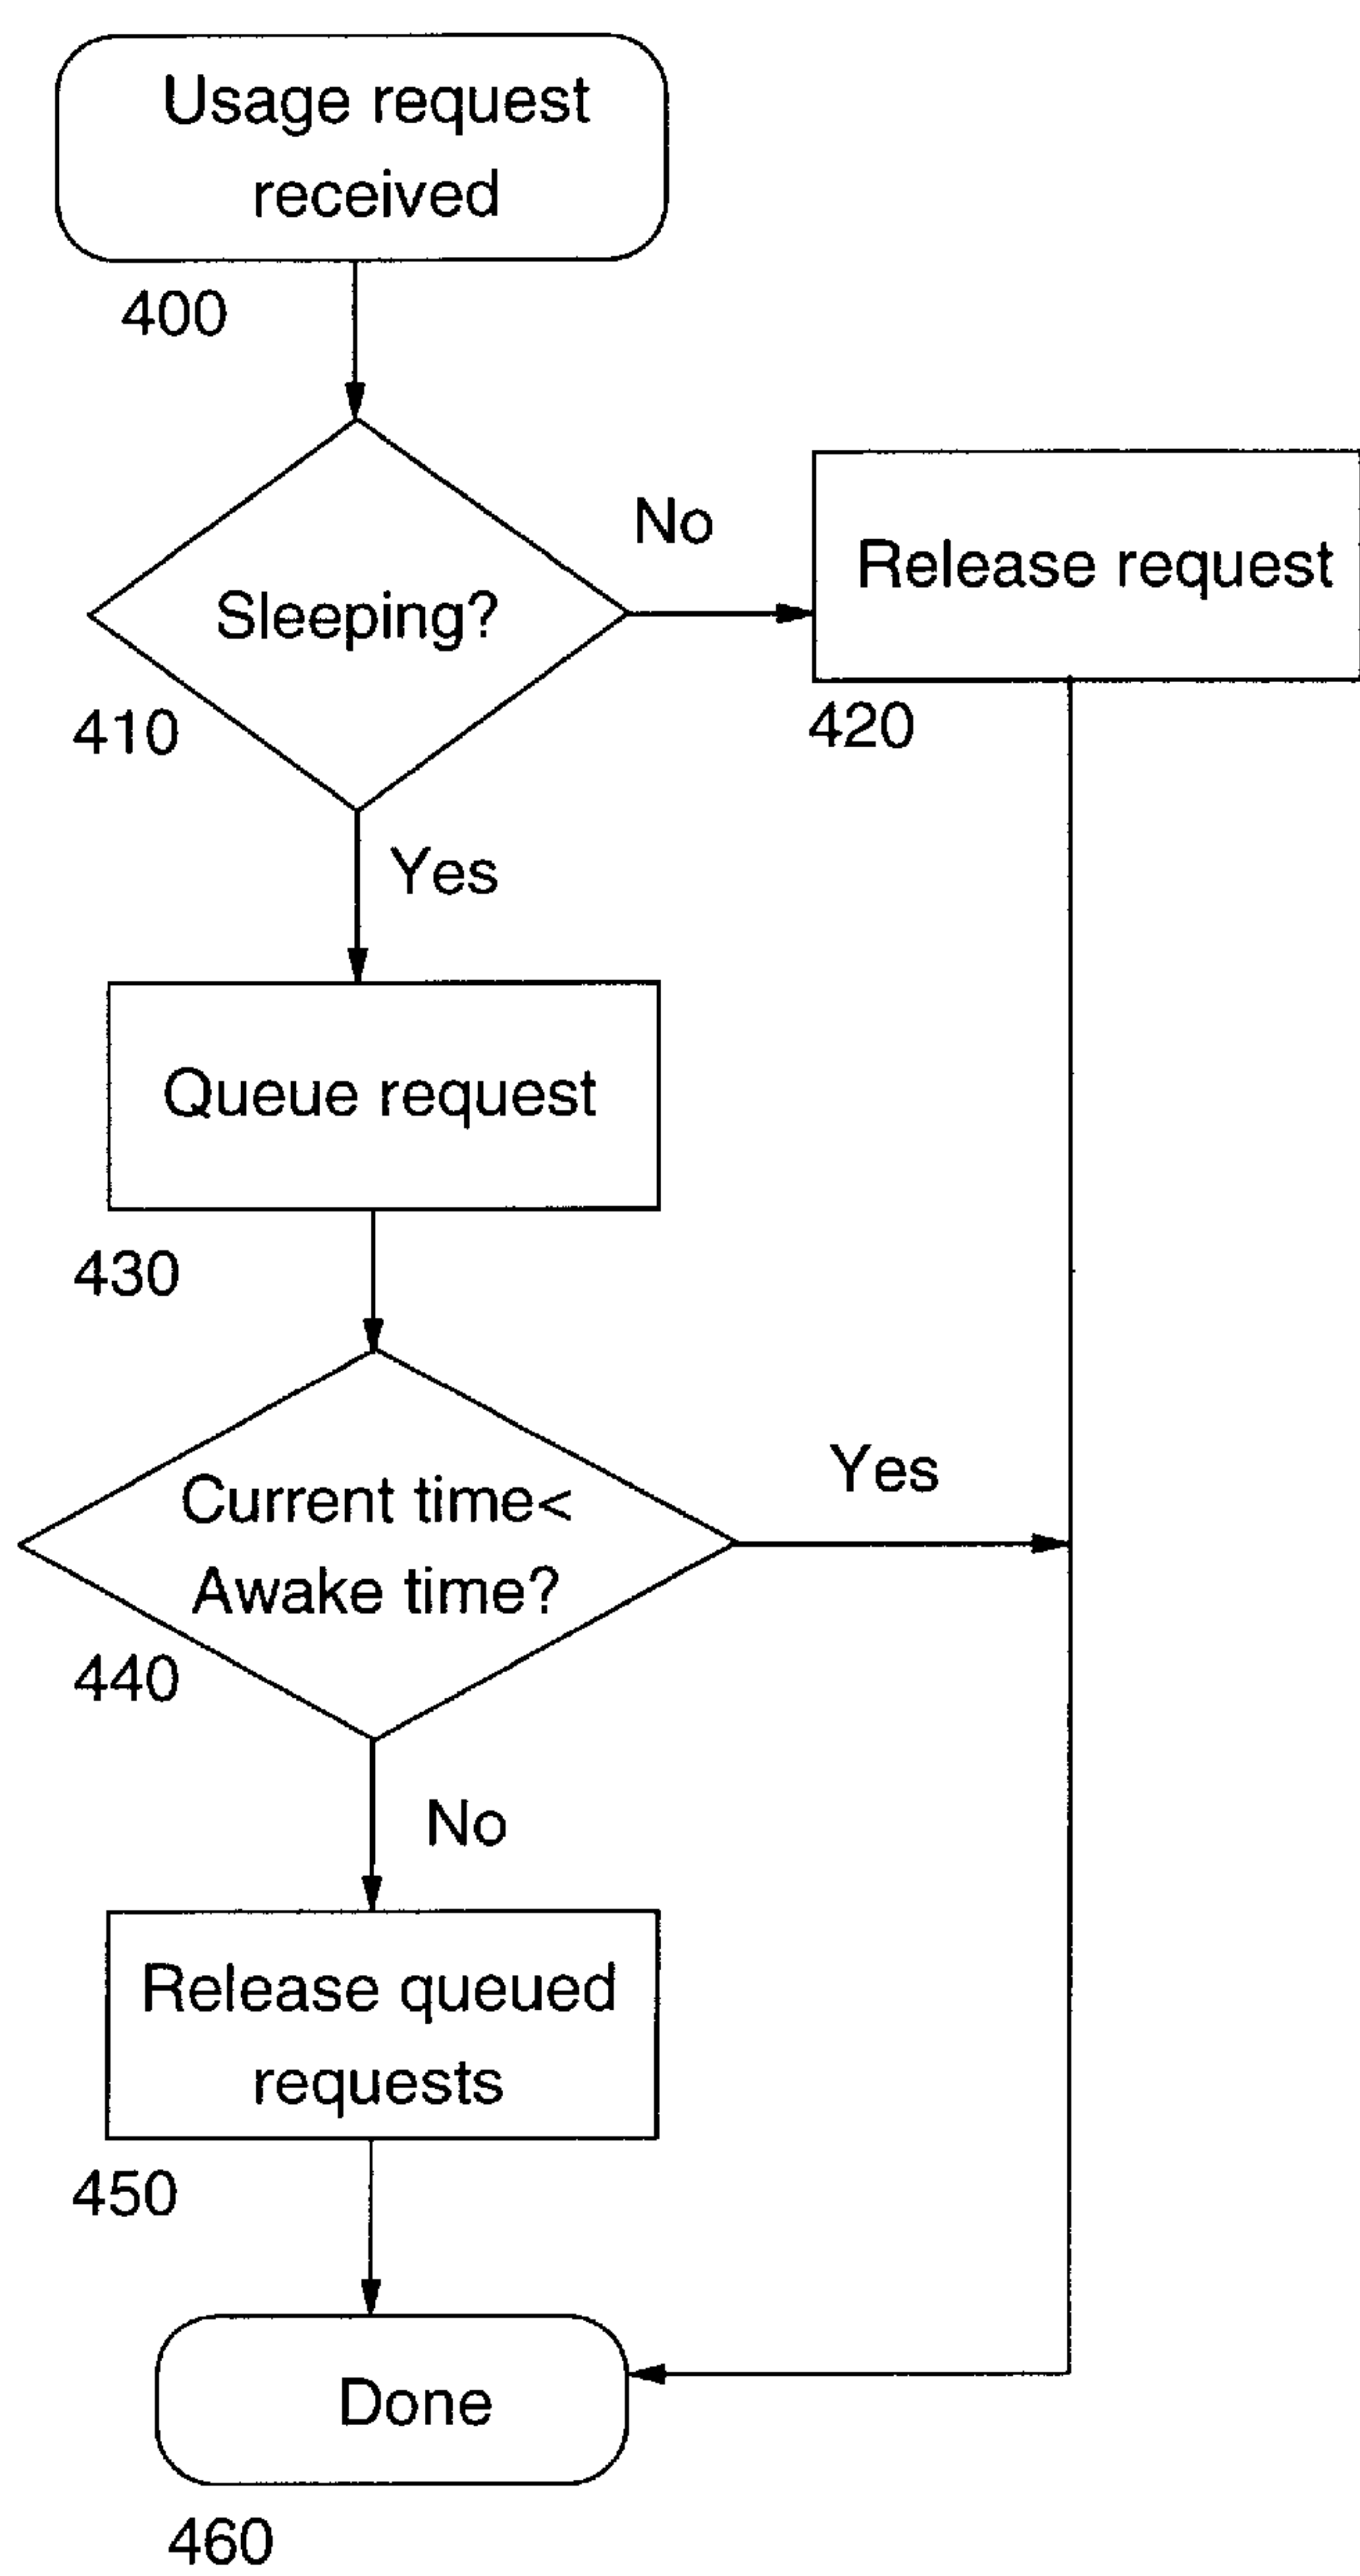 Usage request
received
400
No
Release request
Sleeping?
410
420
Yes
Queue request
430
Yes
Current time<
Awake time?
440
No
Release queued
requests
450
Done
460